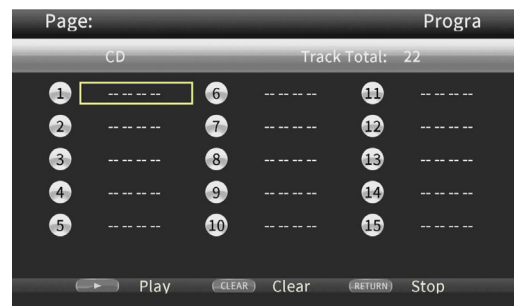 Page: Progra
CD Track Total: 22
1 -- -- -- -- 6 -- -- -- -- 11 -- -- -- --
2 -- -- -- -- 7 -- -- -- -- 12 -- -- -- --
3 -- -- -- -- 8 -- -- -- -- 13 -- -- -- --
4 -- -- -- -- 9 -- -- -- -- 14 -- -- -- --
5 -- -- -- -- 10 -- -- -- -- 15 -- -- -- --
Play CLEAR Clear RETURN Stop